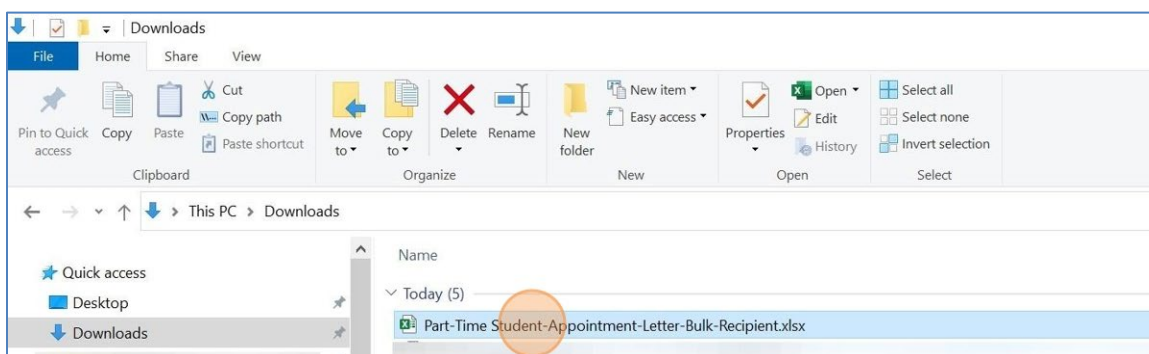 Downloads
File Home Share View
Pin to Quick access
Copy
Paste
Cut
Copy path
Paste shortcut
Clipboard
Move to
Copy to
Delete
Rename
Organize
New folder
New item
Easy access
New
Properties
Open
Edit
History
Open
Select all
Select none
Invert selection
Select
This PC > Downloads
Quick access
Desktop
Downloads
Name
Today (5)
Part-Time Student-Appointment-Letter-Bulk-Recipient.xlsx